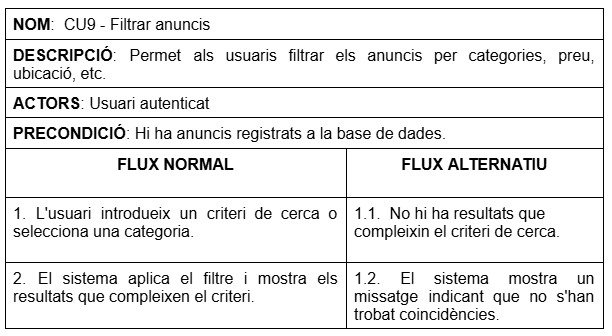 NOM: CU9 - Filtrar anuncis
DESCRIPCIÓ: Permet als usuaris filtrar els anuncis per categories, preu,
ubicació, etc.
ACTORS: Usuari autenticat
PRECONDICIÓ: Hi ha anuncis registrats a la base de dades.
FLUX NORMAL
FLUX ALTERNATIU
1. L'usuari introdueix un criteri de cerca o
selecciona una categoria.
1.1. No hi ha resultats que
compleixin el criteri de cerca.
2. El sistema aplica el filtre i mostra els
resultats que compleixen el criteri.
1.2. El sistema mostra un
missatge indicant que no s'han
trobat coincidències.